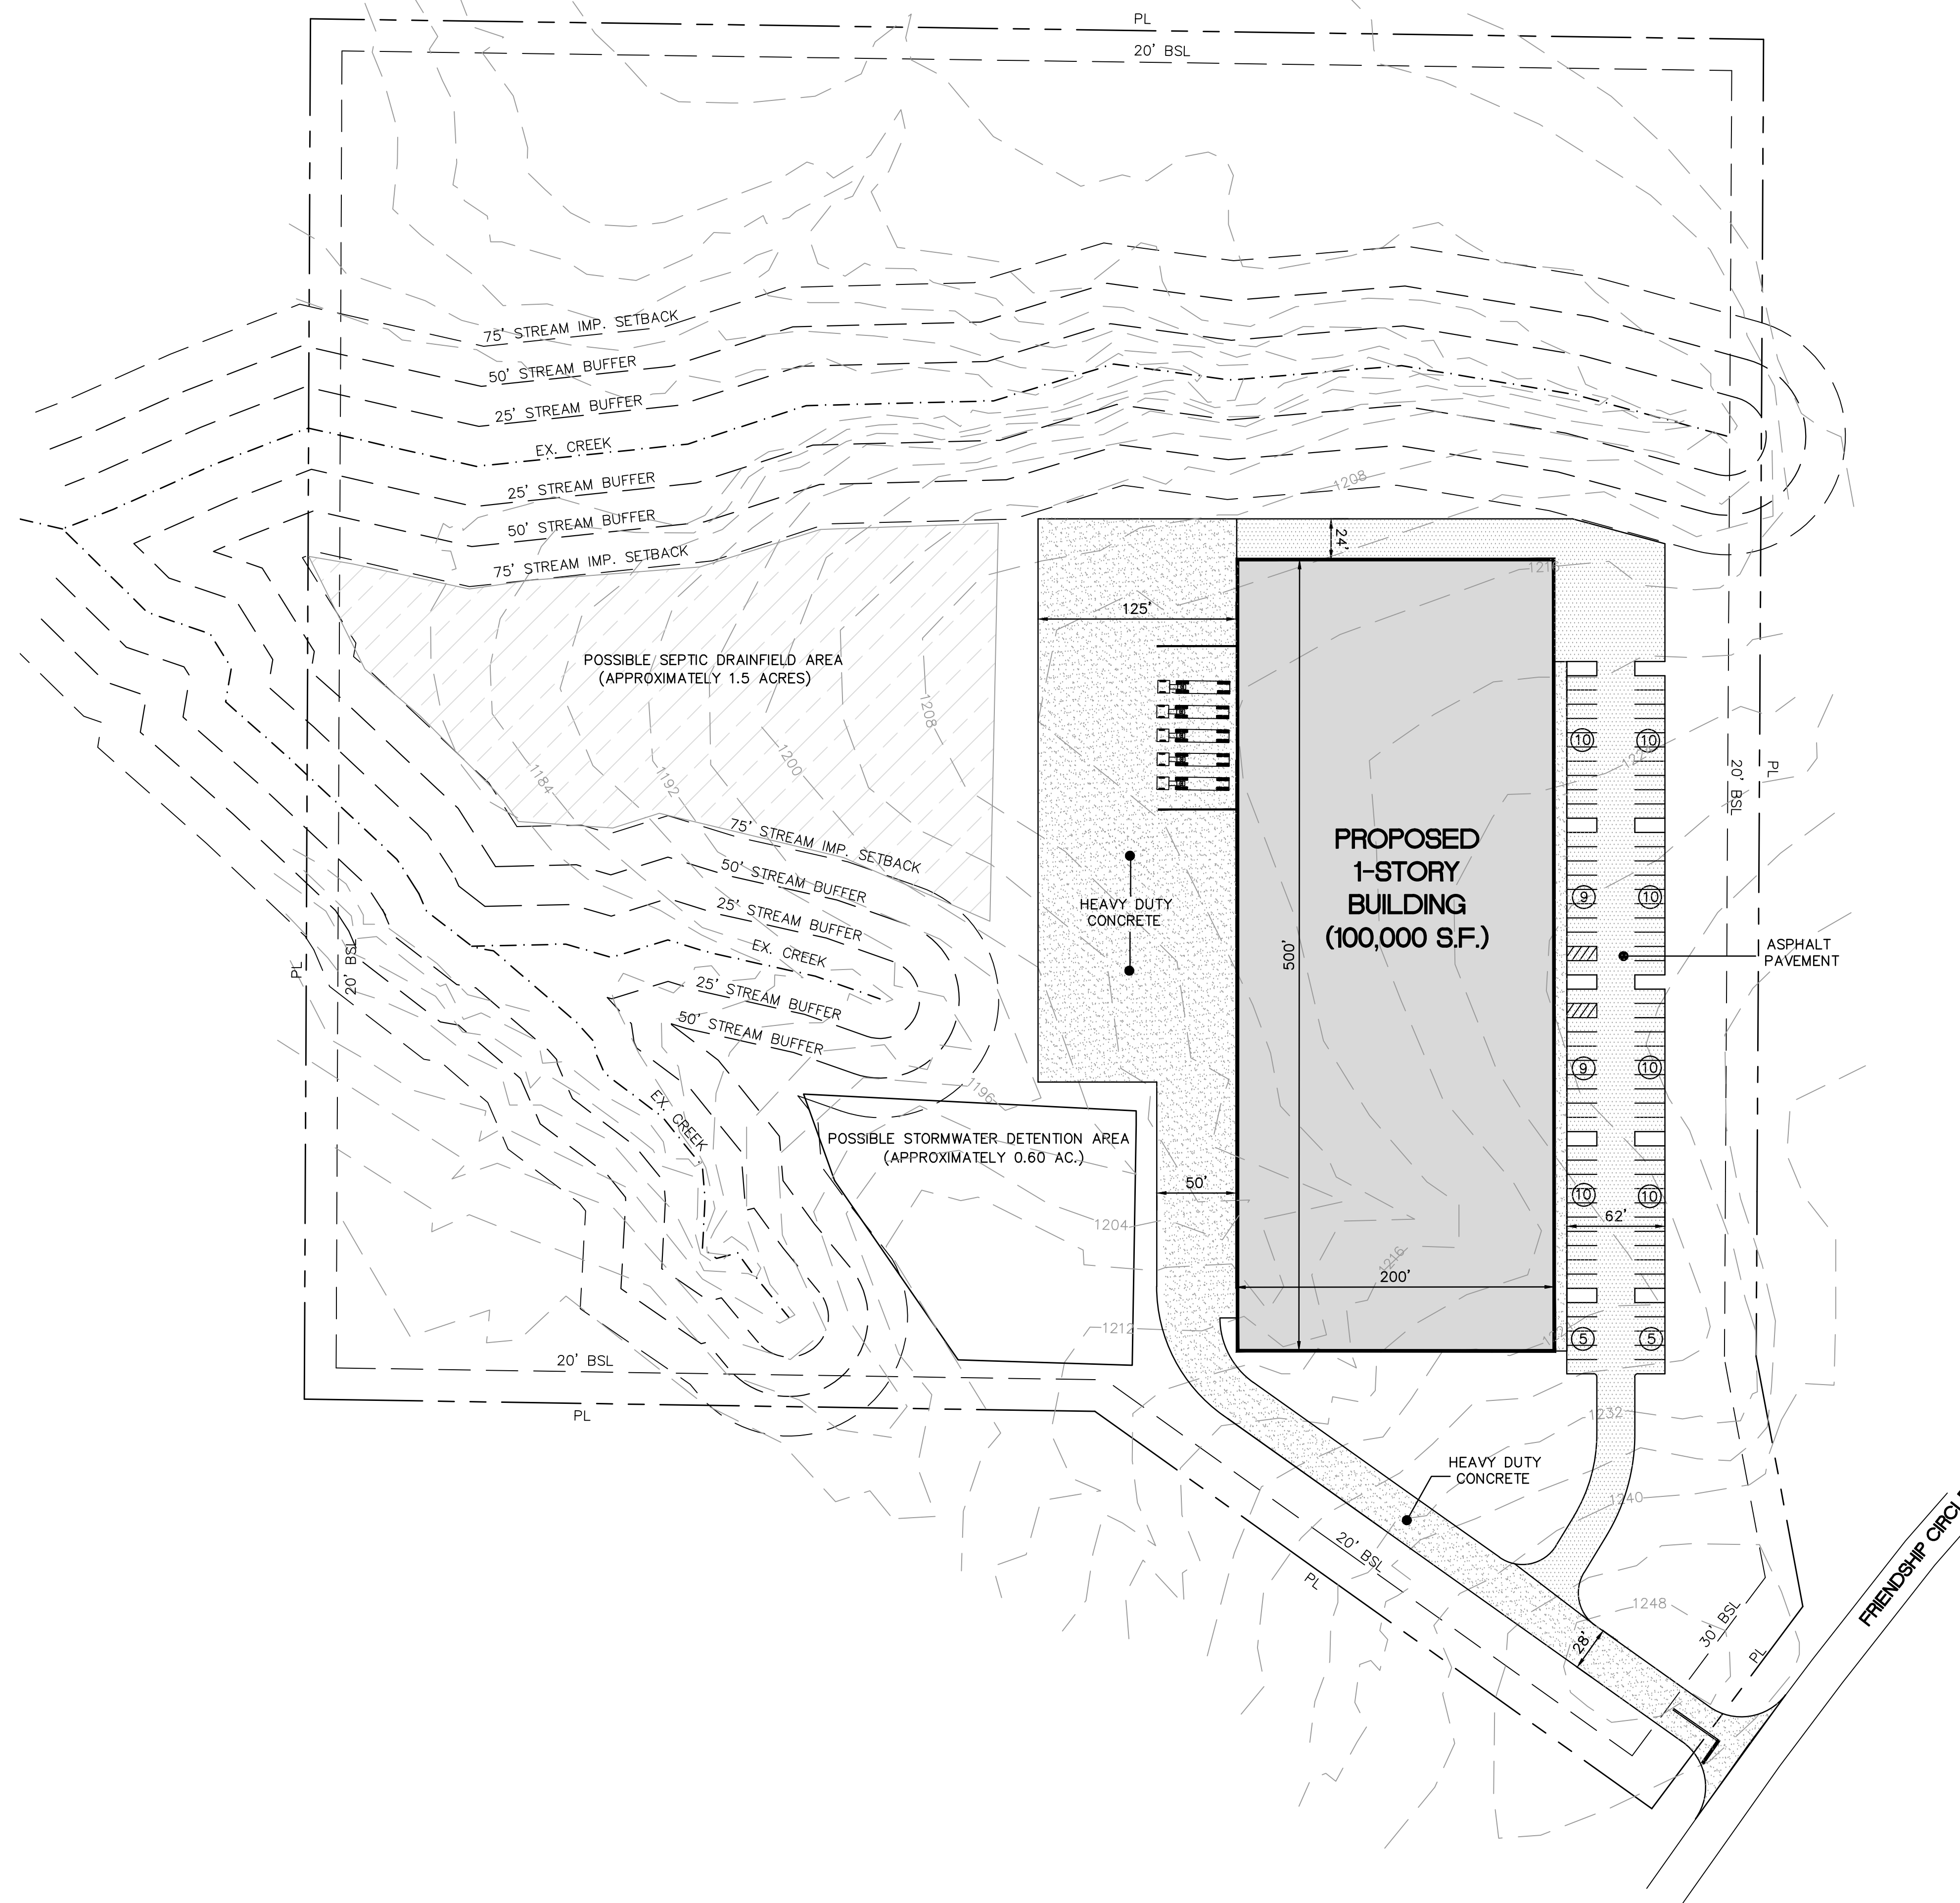 PL
20' BSL
75' STREAM IMP. SETBACK
50' STREAM BUFFER
25' STREAM BUFFER
EX. CREEK
25' STREAM BUFFER
50' STREAM BUFFER
75' STREAM IMP. SETBACK
1208
24'
1216
125'
POSSIBLE SEPTIC DRAINFIELD AREA
(APPROXIMATELY 1.5 ACRES)
1208
1200
1192
1184
10
10
20' BSL
PL
75' STREAM IMP. SETBACK
50' STREAM BUFFER
25' STREAM BUFFER
EX. CREEK
25' STREAM BUFFER
50' STREAM BUFFER
PROPOSED
1-STORY
BUILDING
(100,000 S.F.)
HEAVY DUTY
CONCRETE
500'
9
10
ASPHALT
PAVEMENT
PL
20' BSL
9
10
1196
EX. CREEK
POSSIBLE STORMWATER DETENTION AREA
(APPROXIMATELY 0.60 AC.)
50'
10
10
62'
1204
1216
200'
1212
5
5
20' BSL
PL
1232
HEAVY DUTY
CONCRETE
1240
20' BSL
PL
1248
28'
30' BSL
PL
FRIENDSHIP CIRCLE